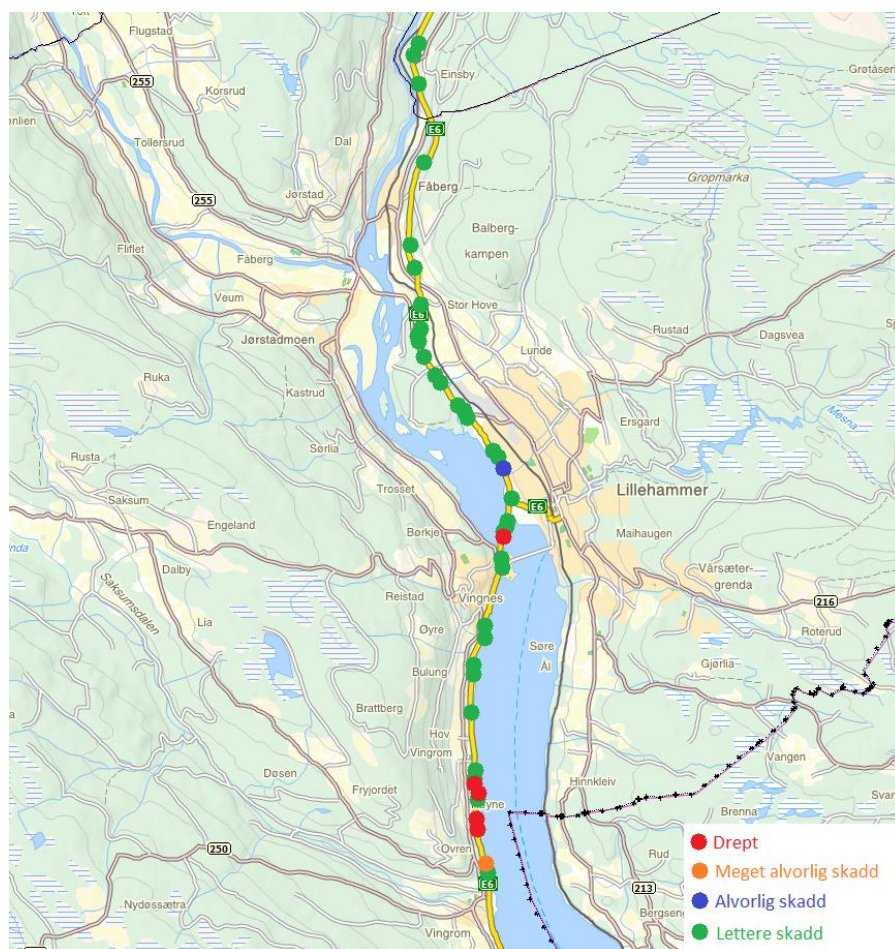 Flugstad
255
Korsrud
Einsby
Grøtåsen
E6
Tollersrud
Dal
Gropmarka
Jørstad
255
Fåberg
Balberg-
kampen
Fliflet
Fåberg
Veum
Stor Hove
E6
Rustad
Dagsvea
Jørstadmoen
Lunde
Ruka
Kastrud
Mesna
Ersgard
Sørlia
Rusta
Trosset
Lillehammer
Saksum
E6
Engeland
Børkje
Maihaugen
Dalby
Vårsæter-
grenda
Saksumsdalen
Reistad
Vingnes
216
Lia
Øyre
Roterud
Søre
Ål
Bulung
Gjørlia
Brattberg
Hov
Vingrom
Vangen
Døsen
Fryjordet
Hinnkleiv
Brenna
250
Ovren
Rud
Drept
Meget alvorlig skadd
E6
213
Alvorlig skadd
Nydøssætra
Vingrom
Lettere skadd